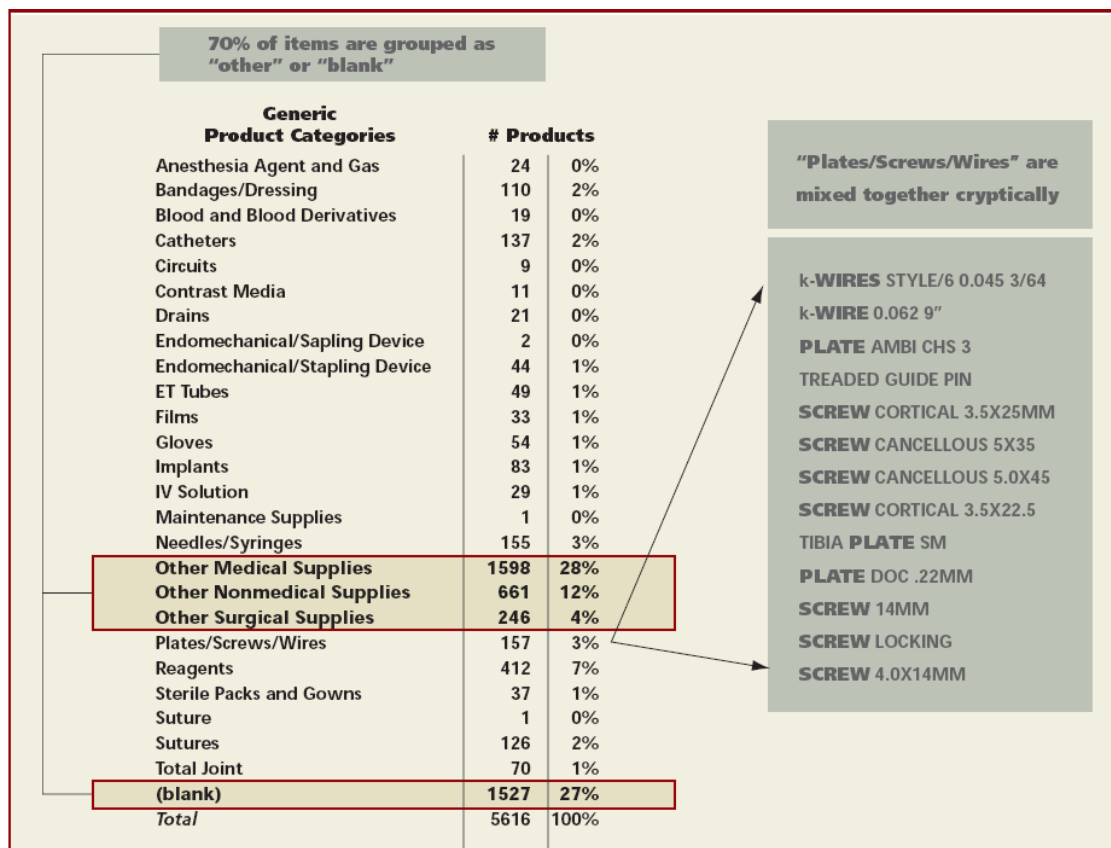 70% of items are grouped as
“other” or “blank”
Generic
Product Categories # Products
Anesthesia Agent and Gas 24 0%
Bandages/Dressing 110 2%
Blood and Blood Derivatives 19 0%
Catheters 137 2%
Circuits 9 0%
Contrast Media 11 0%
Drains 21 0%
Endomechanical/Sapling Device 2 0%
Endomechanical/Stapling Device 44 1%
ET Tubes 49 1%
Films 33 1%
Gloves 54 1%
Implants 83 1%
IV Solution 29 1%
Maintenance Supplies 1 0%
Needles/Syringes 155 3%
Other Medical Supplies 1598 28%
Other Nonmedical Supplies 661 12%
Other Surgical Supplies 246 4%
Plates/Screws/Wires 157 3%
Reagents 412 7%
Sterile Packs and Gowns 37 1%
Suture 1 0%
Sutures 126 2%
Total Joint 70 1%
(blank) 1527 27%
Total 5616 100%
“Plates/Screws/Wires” are
mixed together cryptically
k-WIRES STYLE/6 0.045 3/64
k-WIRE 0.062 9”
PLATE AMBI CHS 3
TREADED GUIDE PIN
SCREW CORTICAL 3.5X25MM
SCREW CANCELLOUS 5X35
SCREW CANCELLOUS 5.0X45
SCREW CORTICAL 3.5X22.5
TIBIA PLATE SM
PLATE DOC .22MM
SCREW 14MM
SCREW LOCKING
SCREW 4.0X14MM